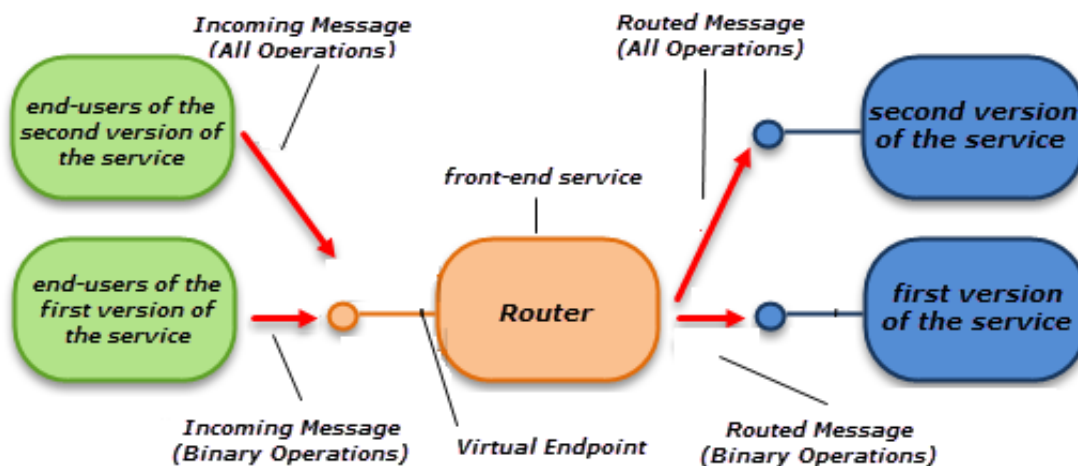 Incoming Message
(All Operations)
Routed Message
(All Operations)
end-users of the
second version of
the service
second version
of the service
front-end service
end-users of the
first version of
the service
Router
first version
of the service
Incoming Message
(Binary Operations)
Virtual Endpoint
Routed Message
(Binary Operations)